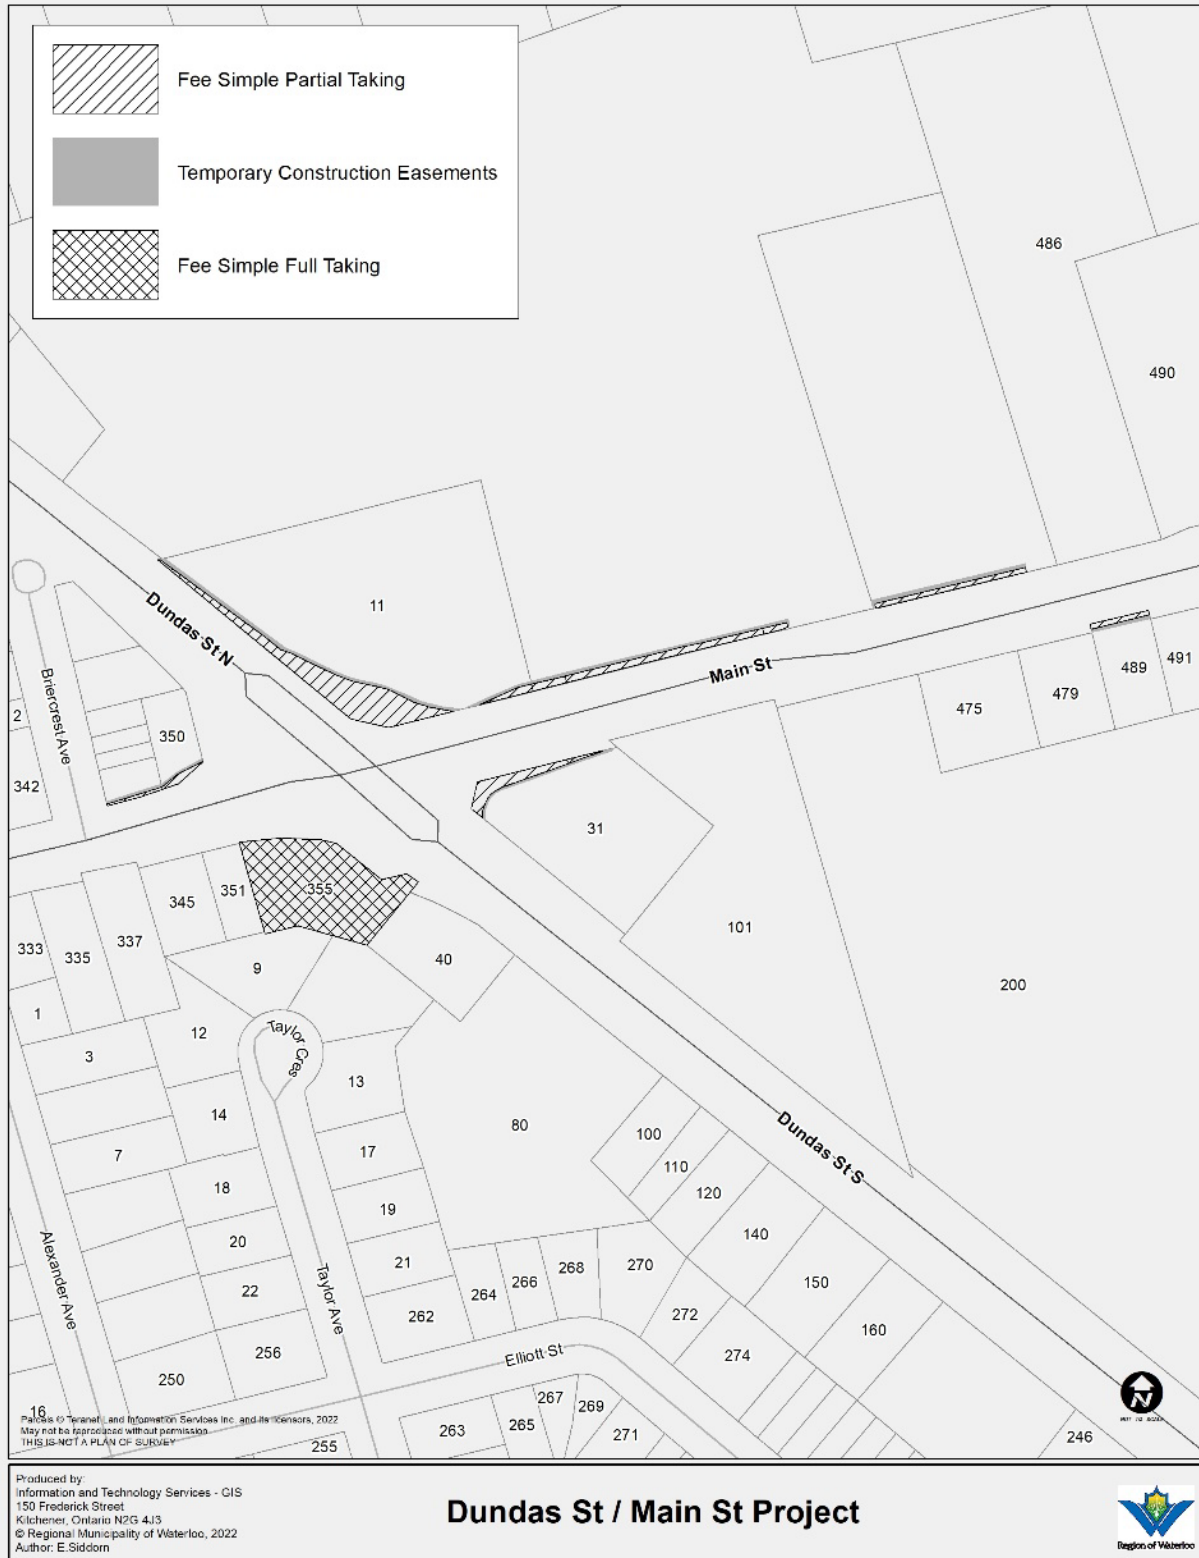 Fee Simple Partial Taking
Temporary Construction Easements
Fee Simple Full Taking
486
490
11
Dundas St N
Main St
Briercrest Ave
2
350
342
491
489
479
475
31
355
351
345
337
335
333
101
40
9
200
1
12
Taylor Cres
3
13
14
80
100
7
17
110
Dundas St S
18
120
19
20
140
21
270
268
266
22
264
150
Alexander Ave
Taylor Ave
262
272
160
256
274
Elliott St
250
267
269
16
263
265
271
246
255
Parcels © Teranet Land Information Services Inc. and its licensors, 2022
May not be reproduced without permission.
THIS IS NOT A PLAN OF SURVEY
N
NOT TO SCALE
Produced by:
Information and Technology Services - GIS
150 Frederick Street
Kitchener, Ontario N2G 4J3
© Regional Municipality of Waterloo, 2022
Author: E.Siddorn
Dundas St / Main St Project
Region of Waterloo